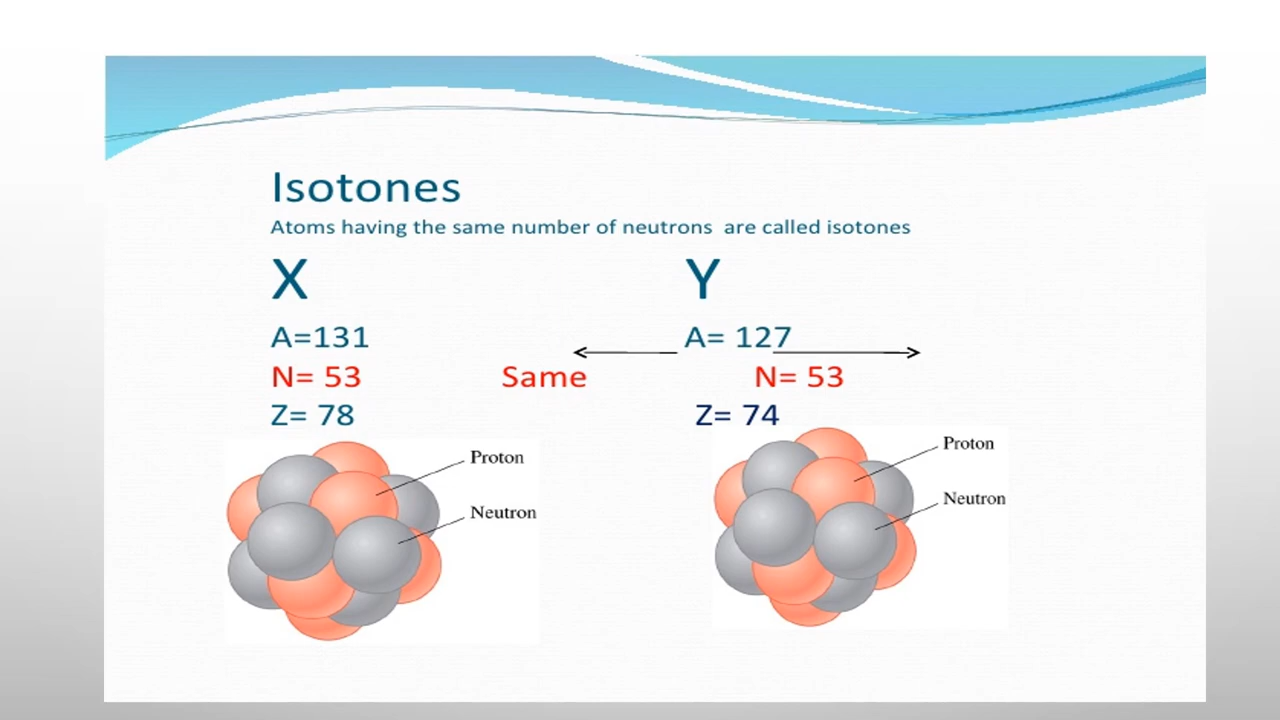 Isotones
Atoms having the same number of neutrons are called isotones
X Y
A=131 A= 127
N= 53 Same N= 53
Z= 78 Z= 74
Proton Proton
Neutron Neutron